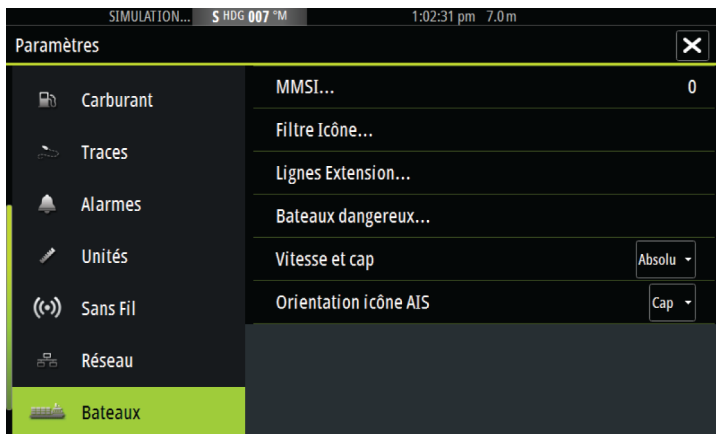 SIMULATION... S HDG 007 °M 1:02:31 pm 7.0 m
Paramètres
Carburant
Traces
Alarmes
Unités
Sans Fil
Réseau
Bateaux
MMSI... 0
Filtre Icône...
Lignes Extension...
Bateaux dangereux...
Vitesse et cap Absolu
Orientation icône AIS Cap